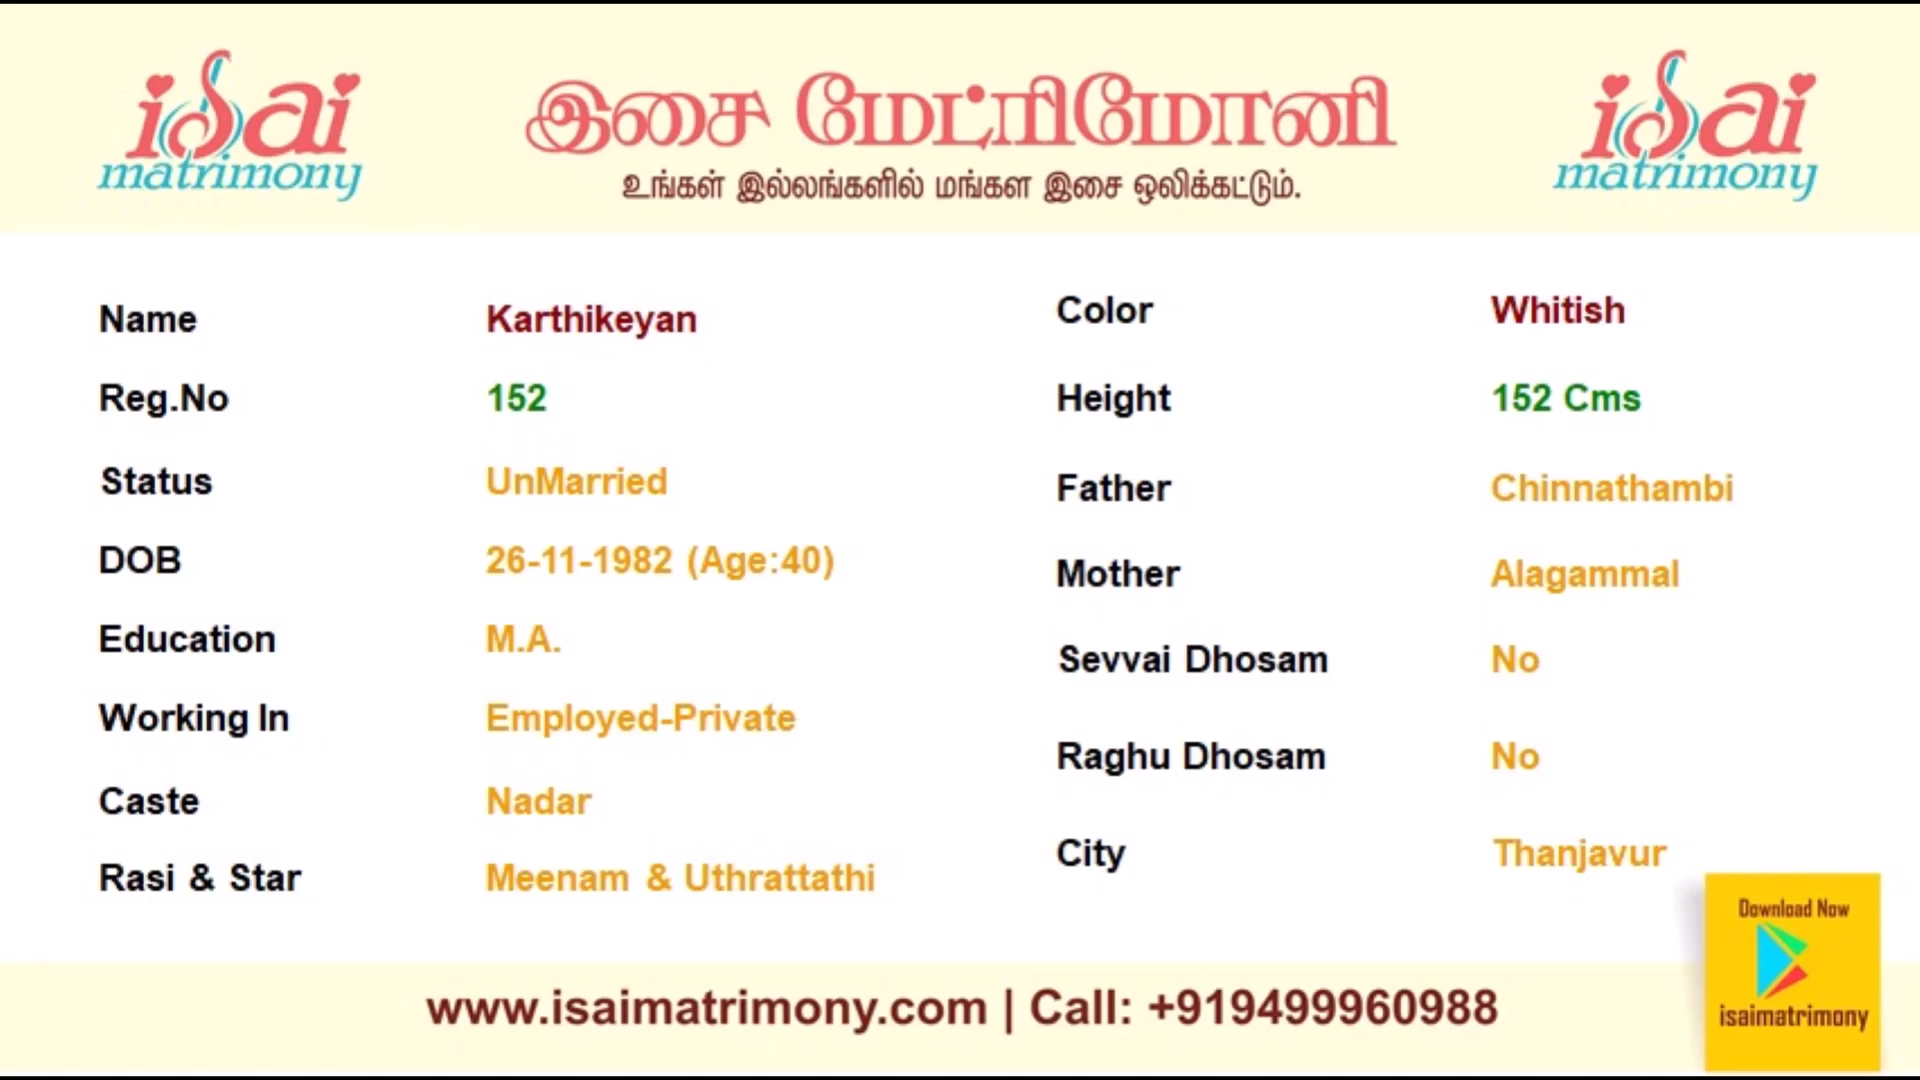 isai
matrimony
இசை மேட்ரிமோனி
உங்கள் இல்லங்களில் மங்கள இசை ஒலிக்கட்டும்.
isai
matrimony
Name Karthikeyan
Reg.No 152
Status UnMarried
DOB 26-11-1982 (Age:40)
Education M.A.
Working In Employed-Private
Caste Nadar
Rasi & Star Meenam & Uthrattathi
Color Whitish
Height 152 Cms
Father Chinnathambi
Mother Alagammal
Sevvai Dhosam No
Raghu Dhosam No
City Thanjavur
Download Now
isaimatrimony
www.isaimatrimony.com | Call: +919499960988